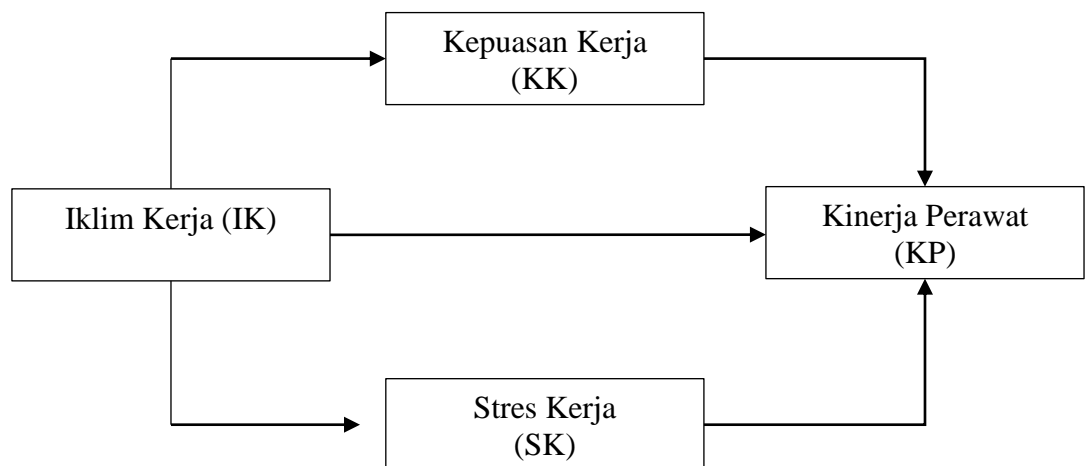 Kepuasan Kerja
(KK)
Iklim Kerja (IK)
Kinerja Perawat
(KP)
Stres Kerja
(SK)